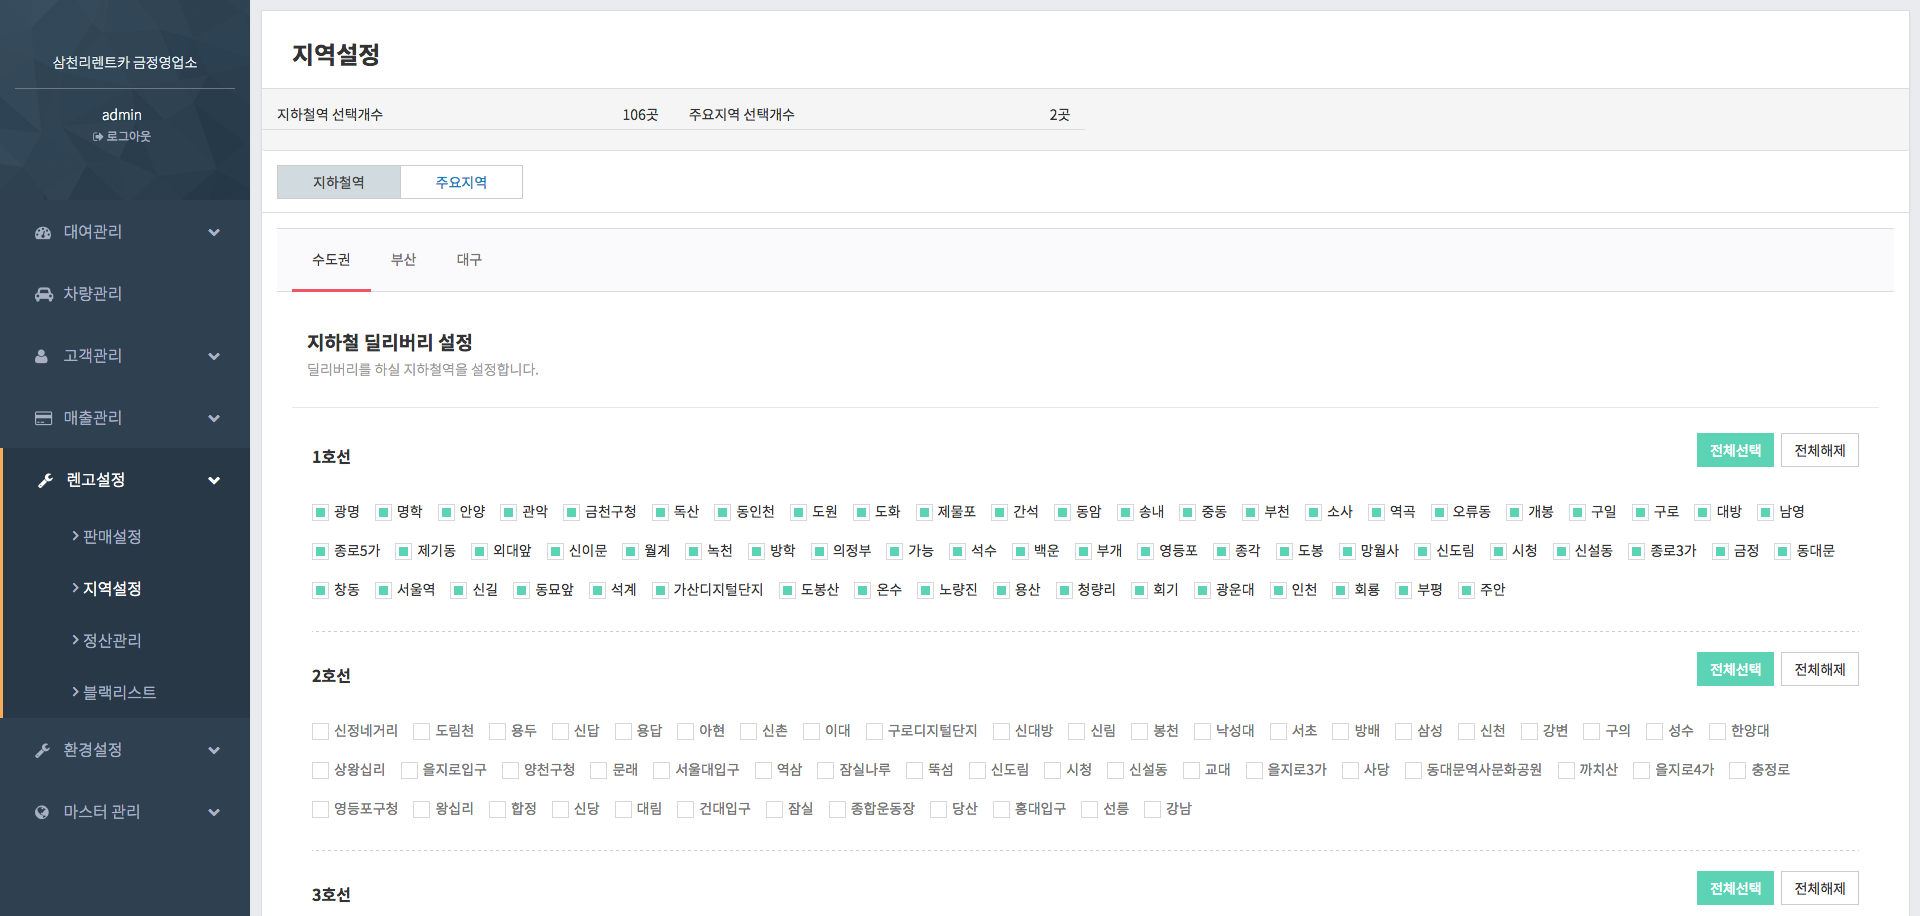 삼천리렌트카 금정영업소
admin
로그아웃
대여관리
차량관리
고객관리
매출관리
렌고설정
판매설정
지역설정
정산관리
블랙리스트
환경설정
마스터 관리
지역설정
지하철역 선택개수 106곳 주요지역 선택개수 2곳
지하철역 주요지역
수도권 부산 대구
지하철 딜리버리 설정
딜리버리를 하실 지하철역을 설정합니다.
1호선 전체선택 전체해제
광명 명학 안양 관악 금천구청 독산 동인천 도원 도화 제물포 간석 동암 송내 중동 부천 소사 역곡 오류동 개봉 구일 구로 대방 남영
종로5가 제기동 외대앞 신이문 월계 녹천 방학 의정부 가능 석수 백운 부개 영등포 종각 도봉 망월사 신도림 시청 신설동 종로3가 금정 동대문
창동 서울역 신길 동묘앞 석계 가산디지털단지 도봉산 온수 노량진 용산 청량리 회기 광운대 인천 회룡 부평 주안
2호선 전체선택 전체해제
신정네거리 도림천 용두 신답 용답 아현 신촌 이대 구로디지털단지 신대방 신림 봉천 낙성대 서초 방배 삼성 신천 강변 구의 성수 한양대
상왕십리 을지로입구 양천구청 문래 서울대입구 역삼 잠실나루 뚝섬 신도림 시청 신설동 교대 을지로3가 사당 동대문역사문화공원 까치산 을지로4가 충정로
영등포구청 왕십리 합정 신당 대림 건대입구 잠실 종합운동장 당산 홍대입구 선릉 강남
3호선 전체선택 전체해제